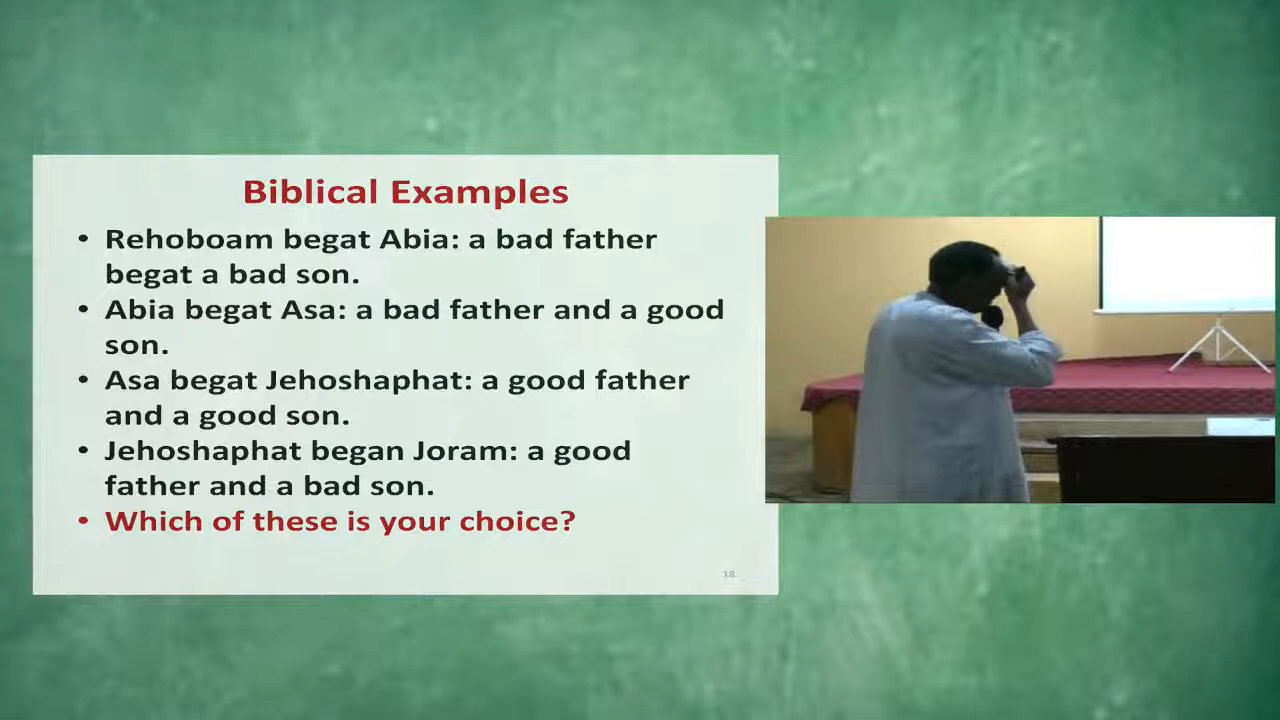 Biblical Examples
• Rehoboam begat Abia: a bad father
begat a bad son.
• Abia begat Asa: a bad father and a good
son.
• Asa begat Jehoshaphat: a good father
and a good son.
• Jehoshaphat began Joram: a good
father and a bad son.
• Which of these is your choice?
18